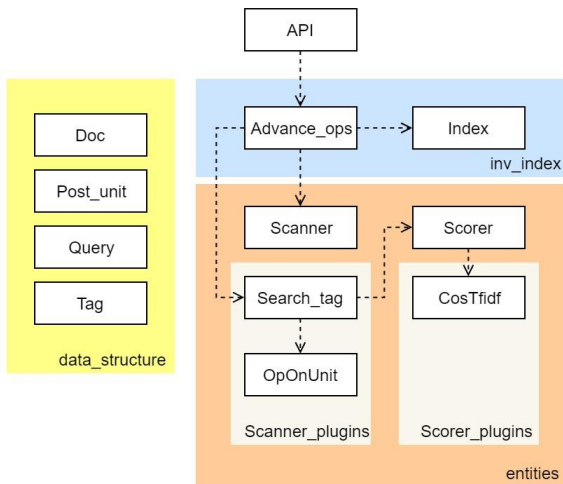 API
Doc
Post_unit
Query
Tag
data_structure
Advance_ops
Index
inv_index
Scanner
Scorer
Search_tag
CosTfidf
OpOnUnit
Scanner_plugins
Scorer_plugins
entities